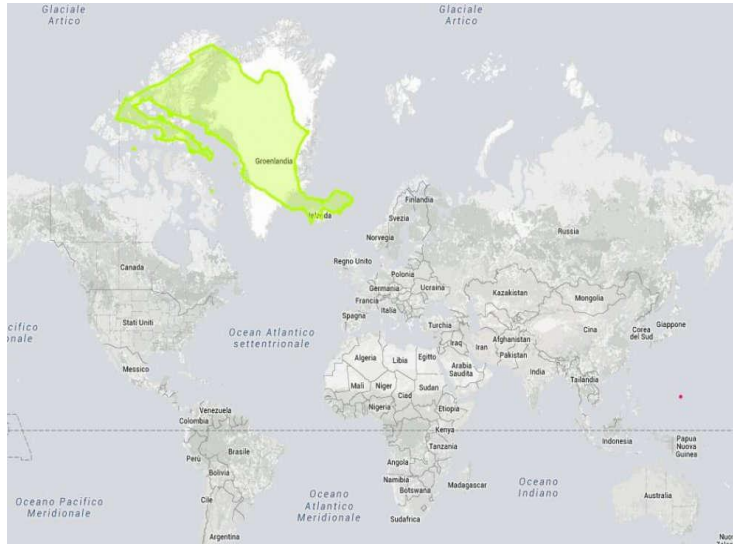 Glaciale
Artico
Glaciale
Artico
Groenlandia
Finlandia
Svezia
Russia
Norvegia
Canada
Regno Unito
Polonia
Germania
Ucraina
Kazakistan
Mongolia
Francia
Italia
Spagna
Stati Uniti
Ocean Atlantico
settentrionale
Turchia
Cina
Corea
del Sud
Giappone
Iraq
Iran
Afghanistan
Pakistan
Algeria
Libia
Egitto
Arabia
Saudita
Messico
India
Tailandia
Mali
Niger
Ciad
Sudan
Nigeria
Etiopia
Venezuela
Colombia
Kenya
Indonesia
Papua
Nuova
Guinea
Tanzania
Perù
Brasile
Bolivia
Angola
Namibia
Botswana
Madagascar
Oceano
Indiano
Oceano Pacifico
Meridionale
Cile
Oceano
Atlantico
Meridionale
Australia
Sudafrica
Argentina